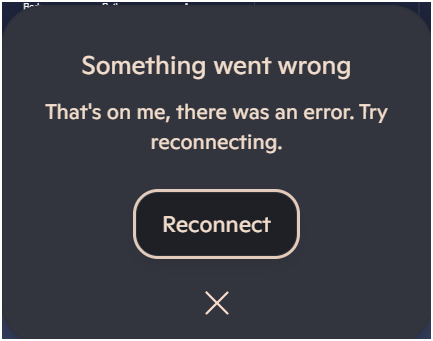 Something went wrong
That's on me, there was an error. Try
reconnecting.
Reconnect